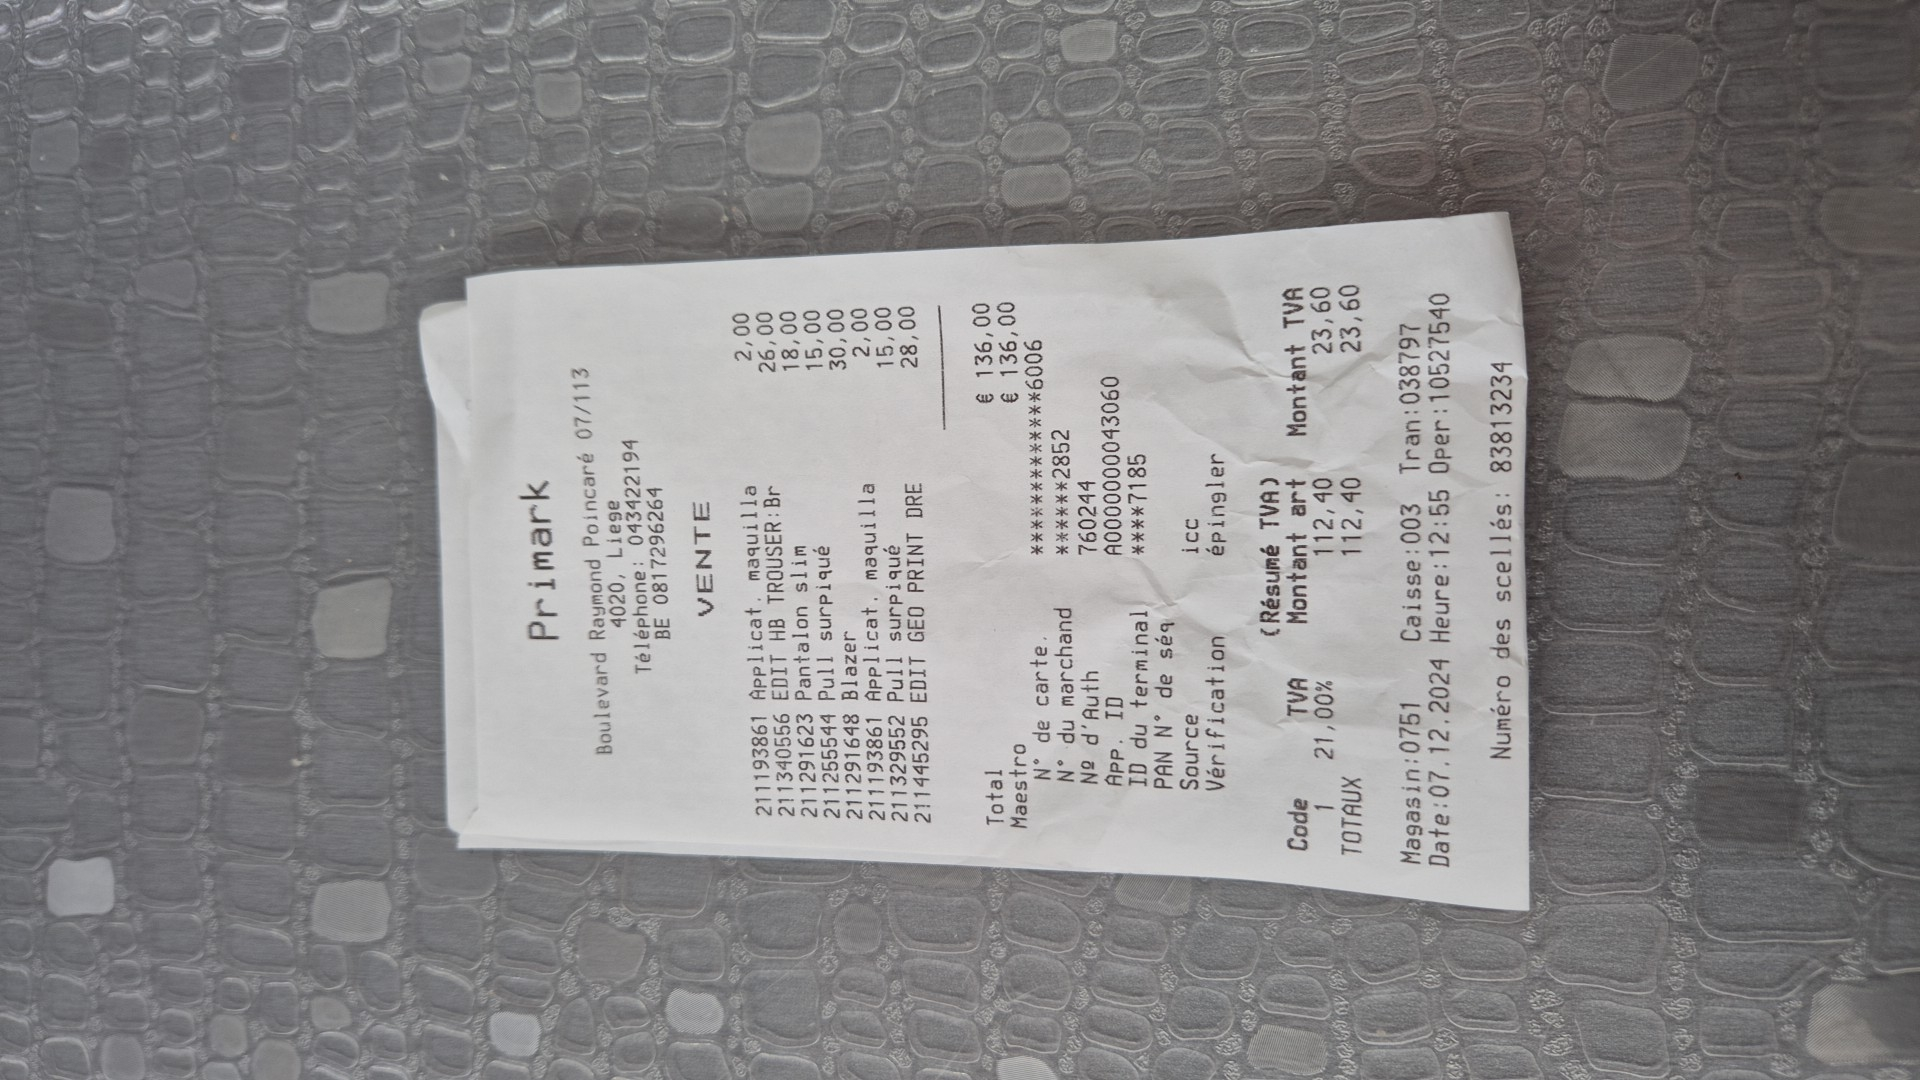 Primark
Boulevard Raymond Poincaré 07/113
4020, Liege
Téléphone: 043422194
BE 0817296264
VENTE
211193861 Applicat. maquilla 2,00
211340556 EDIT HB TROUSER:Br 26,00
211291623 Pantalon slim 18,00
211255544 Pull surpiqué 15,00
211291648 Blazer 30,00
211193861 Applicat. maquilla 2,00
211329552 Pull surpiqué 15,00
211445295 EDIT GEO PRINT DRE 28,00
Total € 136,00
Maestro € 136,00
N° de carte. ***************6006
N° du marchand ******2852
Nº d'Auth 760244
App. ID A0000000043060
ID du terminal ****7185
PAN N° de séq
Source icc
Vérification épingler
(Résumé TVA)
Code TVA Montant art Montant TVA
1 21,00% 112,40 23,60
TOTAUX 112,40 23,60
Magasin:0751 Caisse:003 Tran:038797
Date:07.12.2024 Heure:12:55 Oper:10527540
Numéro des scellés: 83813234